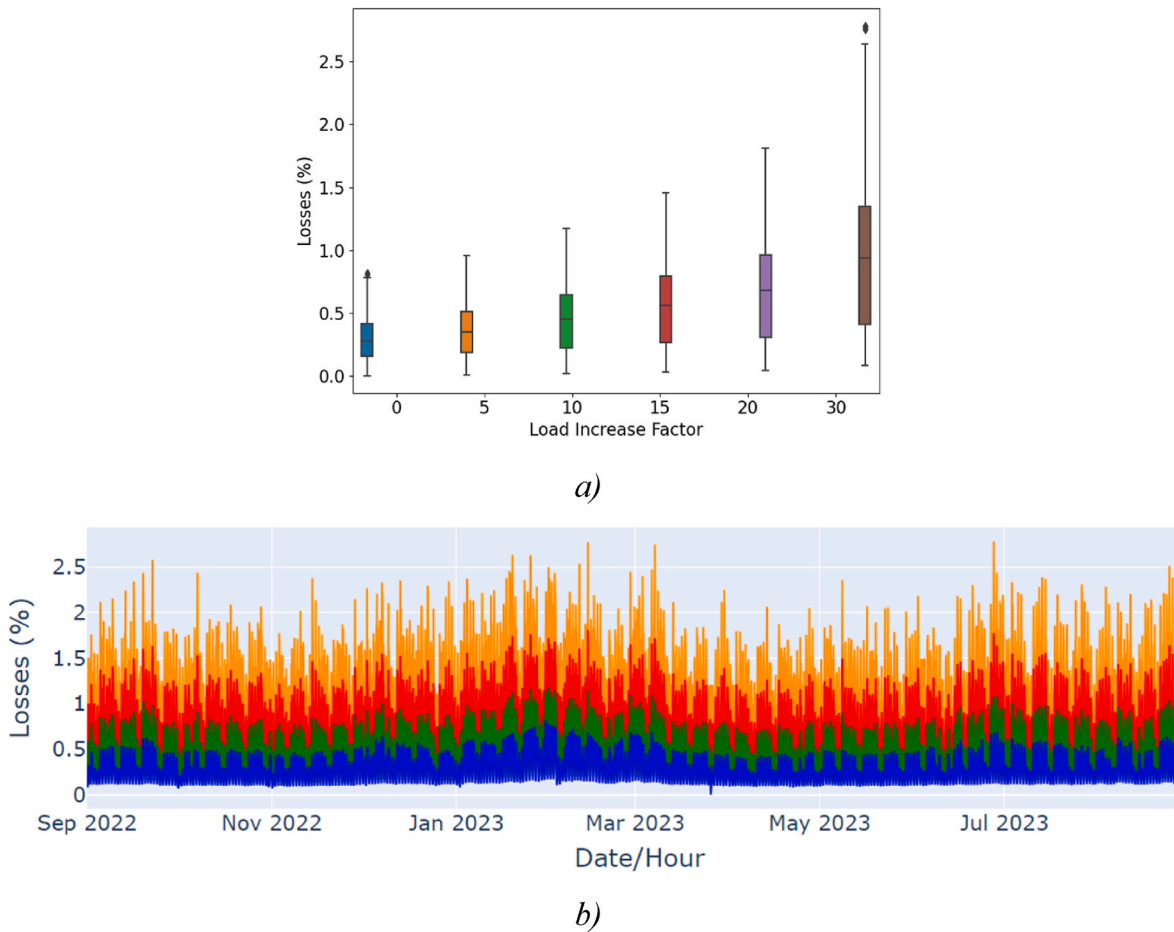 2.5
2.0
1.5
1.0
0.5
0.0
Losses (%)
0 5 10 15 20 30
Load Increase Factor
a)
2.5
2
1.5
1
0.5
0
Losses (%)
Sep 2022 Nov 2022 Jan 2023 Mar 2023 May 2023 Jul 2023
Date/Hour
b)